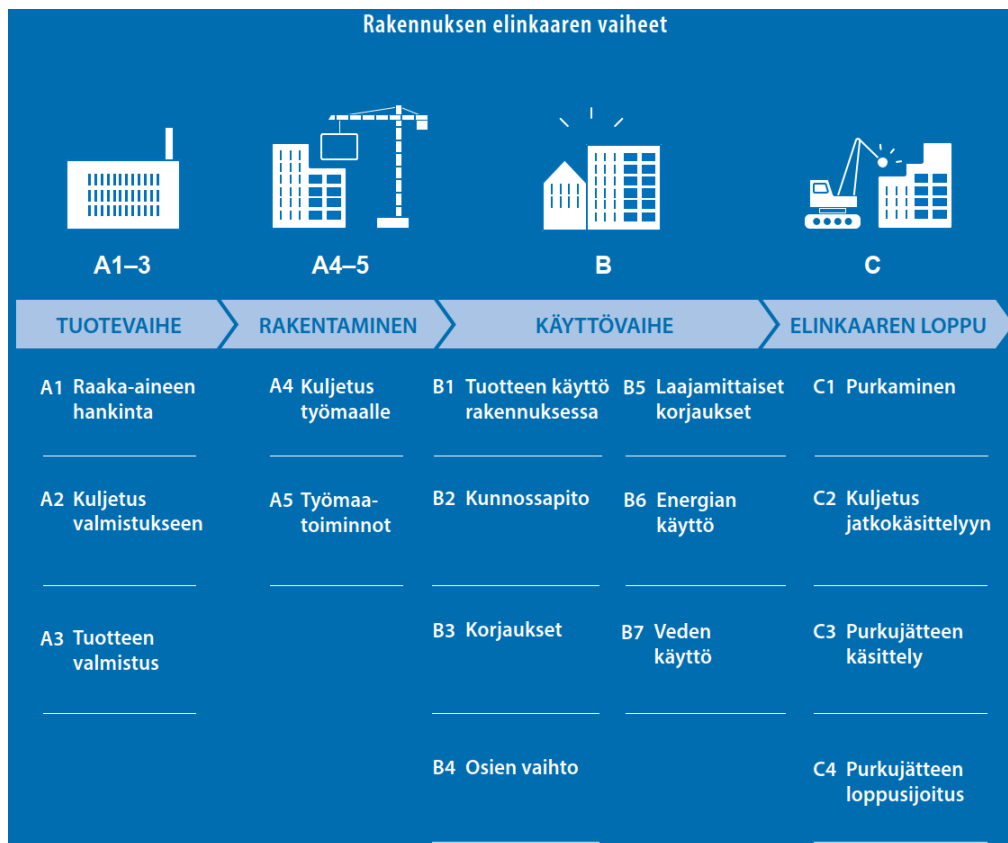 Rakennuksen elinkaaren vaiheet
A1–3
A4–5
B
C
TUOTEVAIHE
RAKENTAMINEN
KÄYTTÖVAIHE
ELINKAAREN LOPPU
A1 Raaka-aineen
hankinta
A2 Kuljetus
valmistukseen
A3 Tuotteen
valmistus
A4 Kuljetus
työmaalle
A5 Työmaa-
toiminnot
B1 Tuotteen käyttö
rakennuksessa
B2 Kunnossapito
B3 Korjaukset
B4 Osien vaihto
B5 Laajamittaiset
korjaukset
B6 Energian
käyttö
B7 Veden
käyttö
C1 Purkaminen
C2 Kuljetus
jatkokäsittelyyn
C3 Purkujätteen
käsittely
C4 Purkujätteen
loppusijoitus